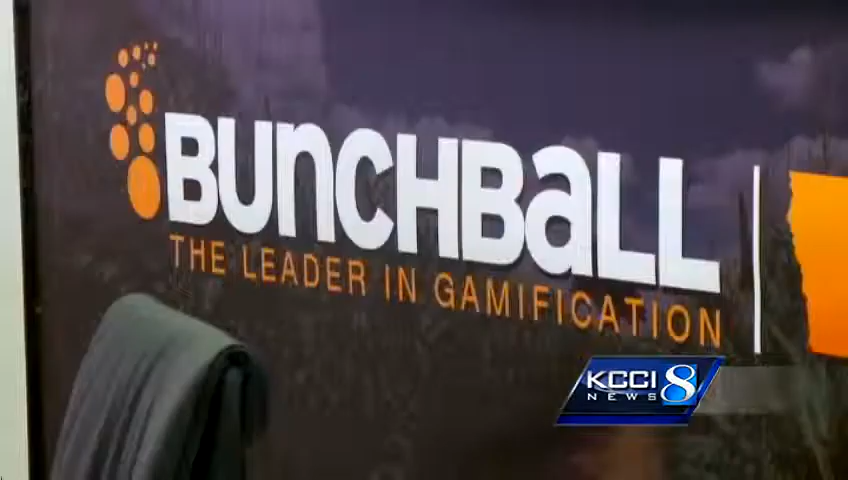 BUnCHBaLL
THE LEADER IN GAMIFICATION
KCCI 8
NEWS